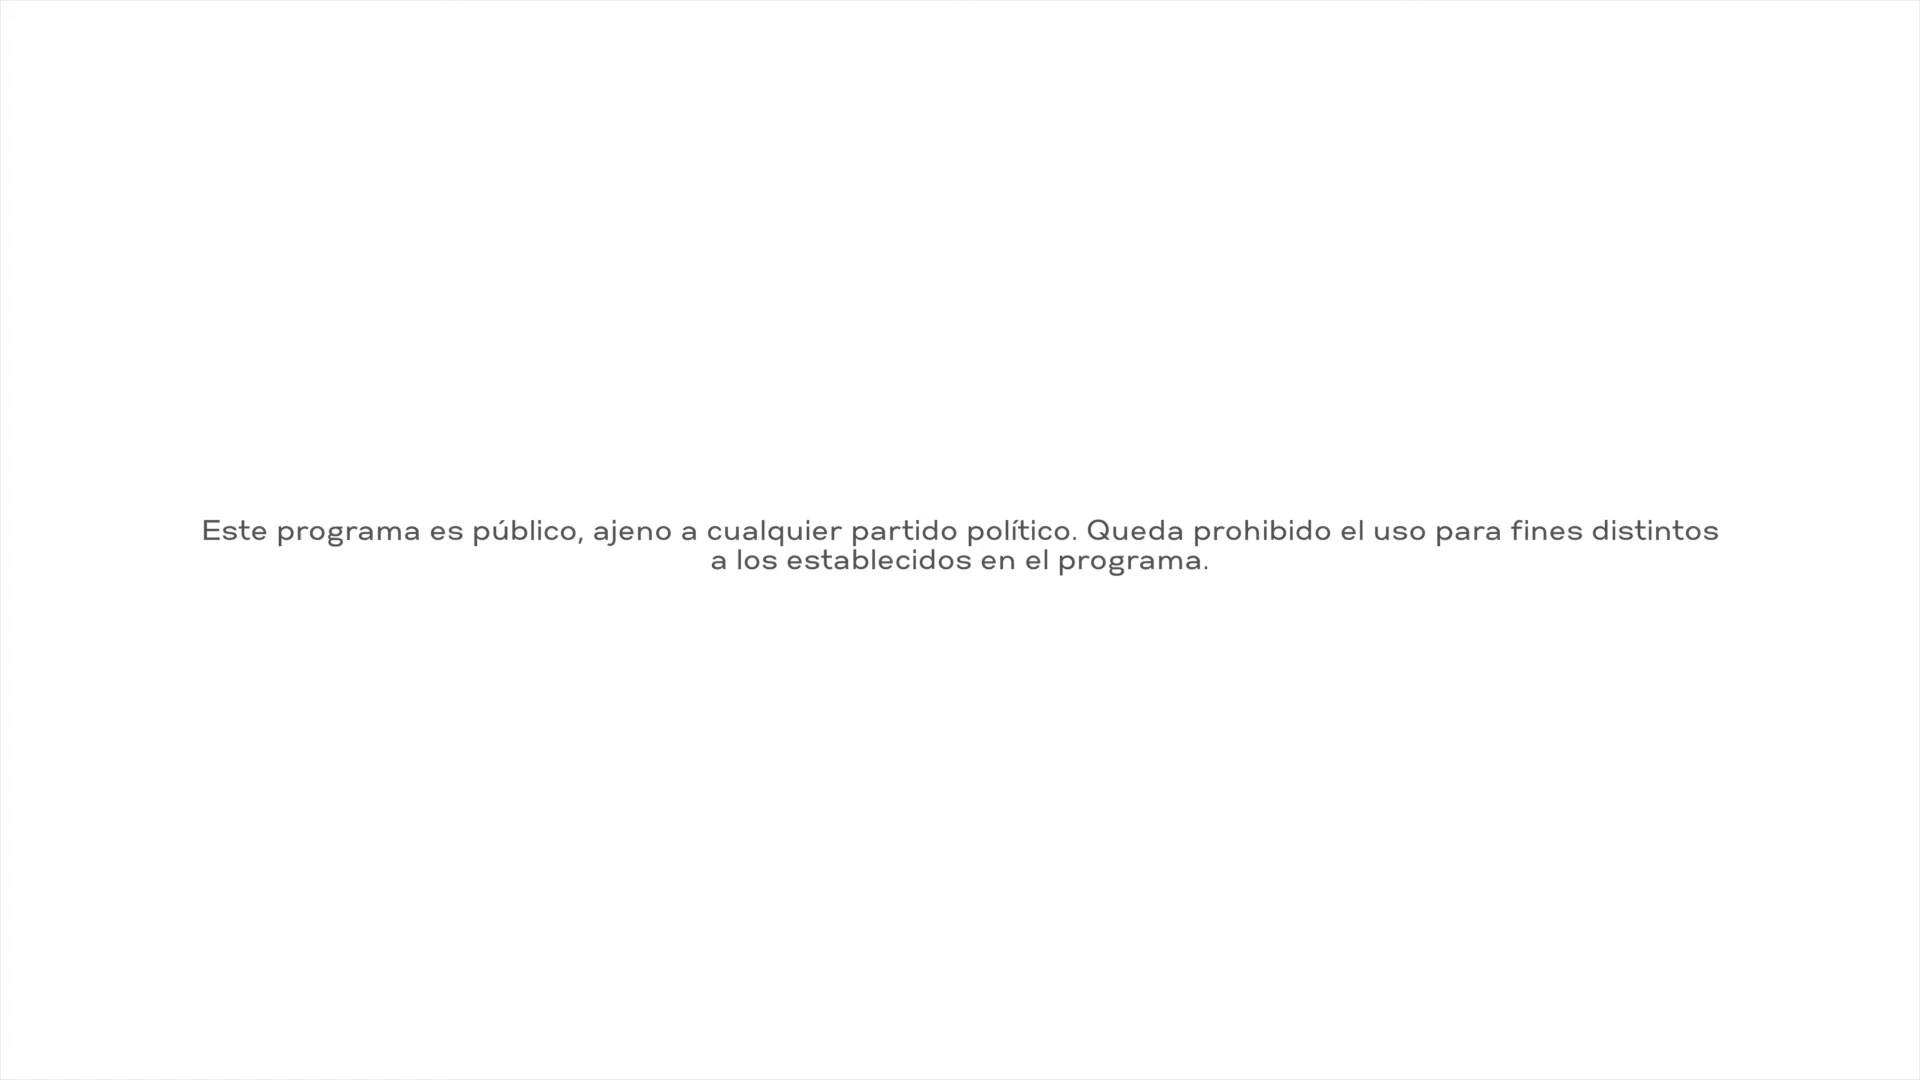 Este programa es público, ajeno a cualquier partido político. Queda prohibido el uso para fines distintos
a los establecidos en el programa.